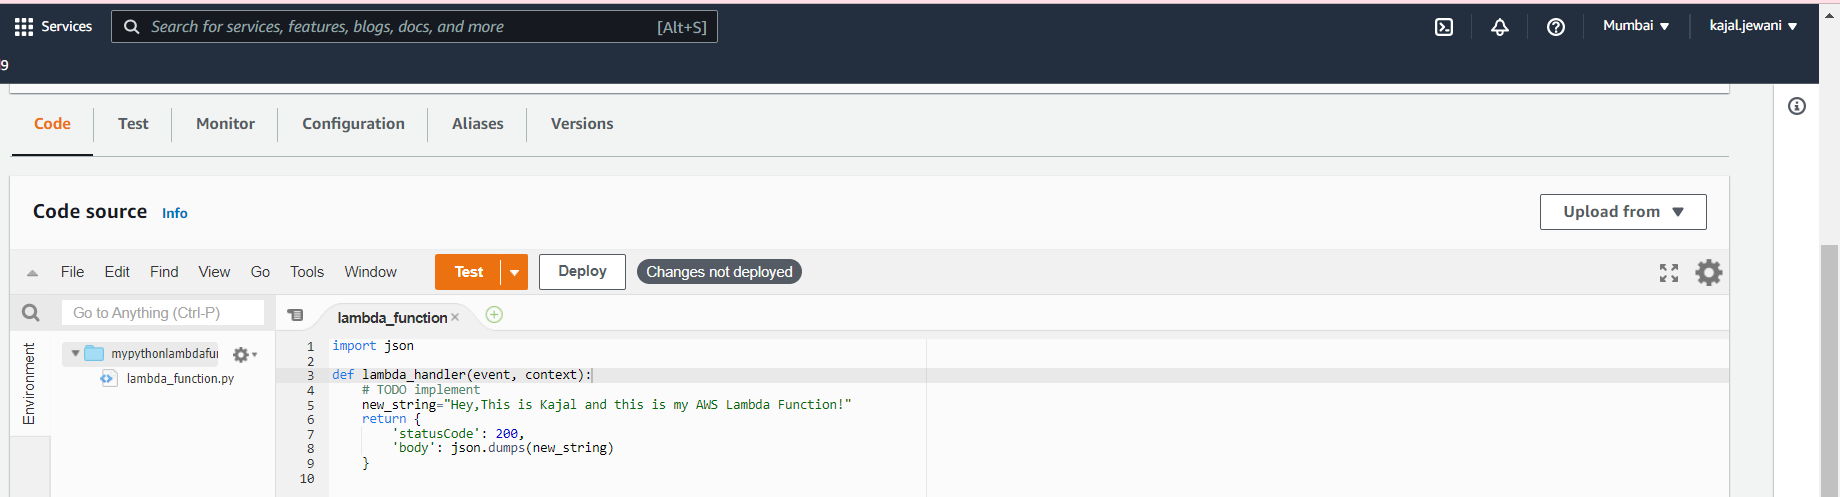 Services Search for services, features, blogs, docs, and more [Alt+S] Mumbai ▼ kajal.jewani ▼
9
Code Test Monitor Configuration Aliases Versions
Code source Info Upload from ▼
File Edit Find View Go Tools Window Test Deploy Changes not deployed
Go to Anything (Ctrl-P) lambda_function ×
Environment
mypythonlambdafu
lambda_function.py
1 import json
2
3 def lambda_handler(event, context):
4     # TODO implement
5     new_string="Hey,This is Kajal and this is my AWS Lambda Function!"
6     return {
7         'statusCode': 200,
8         'body': json.dumps(new_string)
9     }
10